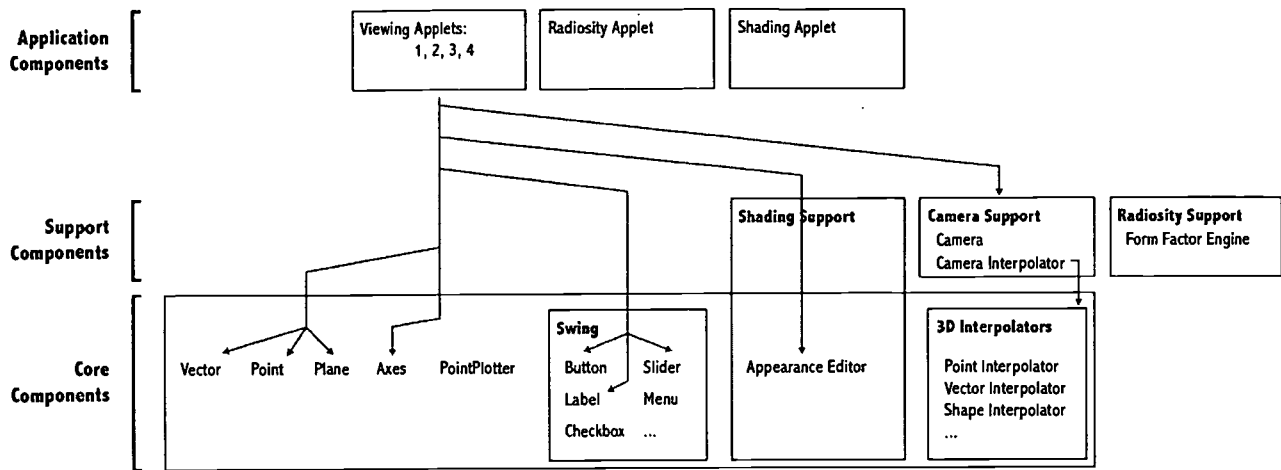 Application
Components
Viewing Applets:
1, 2, 3, 4
Radiosity Applet
Shading Applet
Support
Components
Shading Support
Camera Support
Camera
Camera Interpolator
Radiosity Support
Form Factor Engine
Core
Components
Vector
Point
Plane
Axes
PointPlotter
Swing
Button
Slider
Label
Menu
Checkbox
...
Appearance Editor
3D Interpolators
Point Interpolator
Vector Interpolator
Shape Interpolator
...